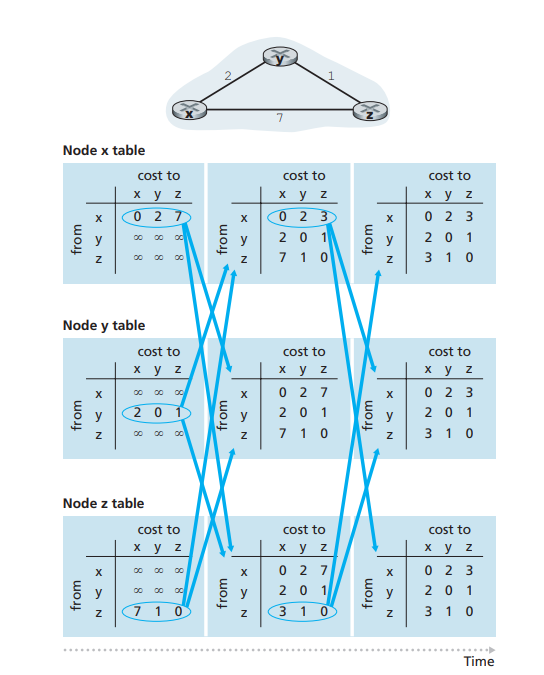 y
2 1
x z
7
Node x table
cost to cost to cost to
x y z x y z x y z
x 0 2 7 x 0 2 3 x 0 2 3
from y ∞ ∞ ∞ from y 2 0 1 from y 2 0 1
z ∞ ∞ ∞ z 7 1 0 z 3 1 0
Node y table
cost to cost to cost to
x y z x y z x y z
x ∞ ∞ ∞ x 0 2 7 x 0 2 3
from y 2 0 1 from y 2 0 1 from y 2 0 1
z ∞ ∞ ∞ z 7 1 0 z 3 1 0
Node z table
cost to cost to cost to
x y z x y z x y z
x ∞ ∞ ∞ x 0 2 7 x 0 2 3
from y ∞ ∞ ∞ from y 2 0 1 from y 2 0 1
z 7 1 0 z 3 1 0 z 3 1 0
Time